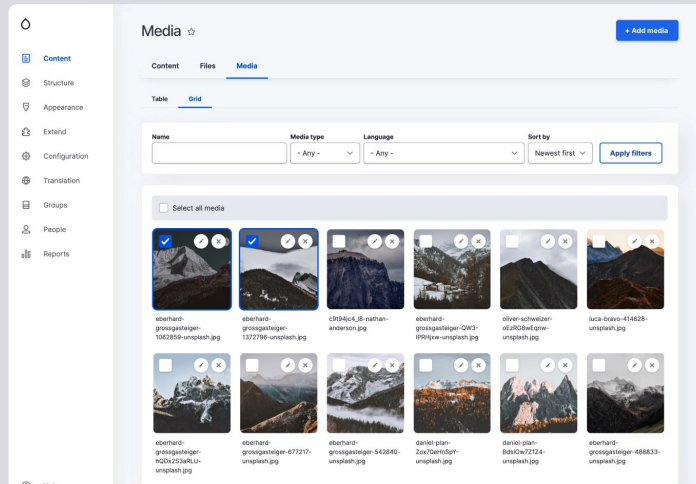 Media
+ Add media
Content
Structure
Appearance
Extend
Configuration
Translation
Groups
People
Reports
Content Files Media
Table Grid
Name Media type Language Sort by
- Any - - Any - Newest first Apply filters
Select all media
eberhard-
grossgasteiger-
1062859-unsplash.jpg
eberhard-
grossgasteiger-
1372796-unsplash.jpg
c9t94jc4_l8-nathan-
anderson.jpg
eberhard-
grossgasteiger-QW3-
IPRHjxw-unsplash.jpg
oliver-schweizer-
oEzRG8wEqnw-
unsplash.jpg
luca-bravo-414628-
unsplash.jpg
eberhard-
grossgasteiger-
hQDx2S3aRLU-
unsplash.jpg
eberhard-
grossgasteiger-677217-
unsplash.jpg
eberhard-
grossgasteiger-542840-
unsplash.jpg
daniel-plan-
Zox70eHnSpY-
unsplash.jpg
daniel-plan-
BdsIOw7Z1Z4-
unsplash.jpg
eberhard-
grossgasteiger-488833-
unsplash.jpg